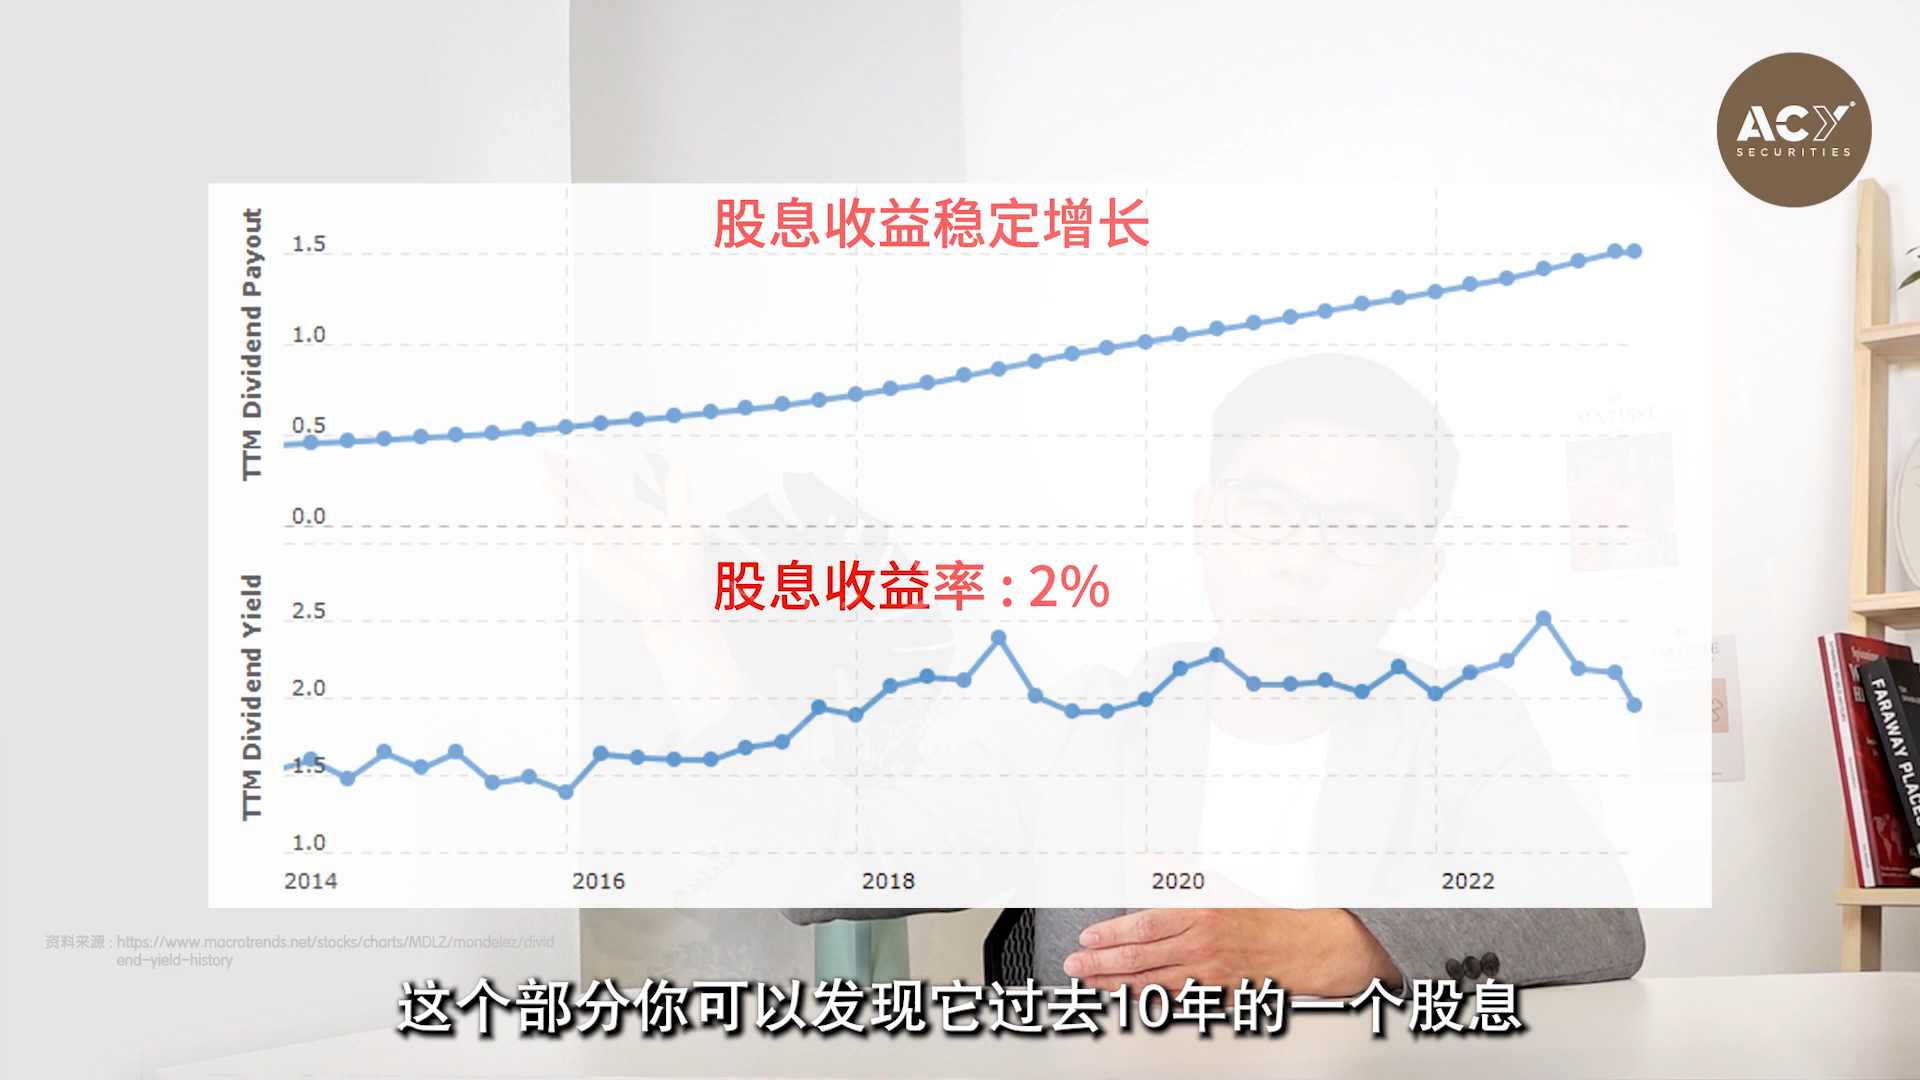 ACY
SECURITIES
股息收益稳定增长
TTM Dividend Payout
1.5
1.0
0.5
0.0
股息收益率 : 2%
TTM Dividend Yield
2.5
2.0
1.5
1.0
2014
2016
2018
2020
2022
MATISSE
MATISSE
FARAWAY PLACES
资料来源 : https://www.macrotrends.net/stocks/charts/MDLZ/mondelez/divid
end-yield-history
这个部分你可以发现它过去10年的一个股息